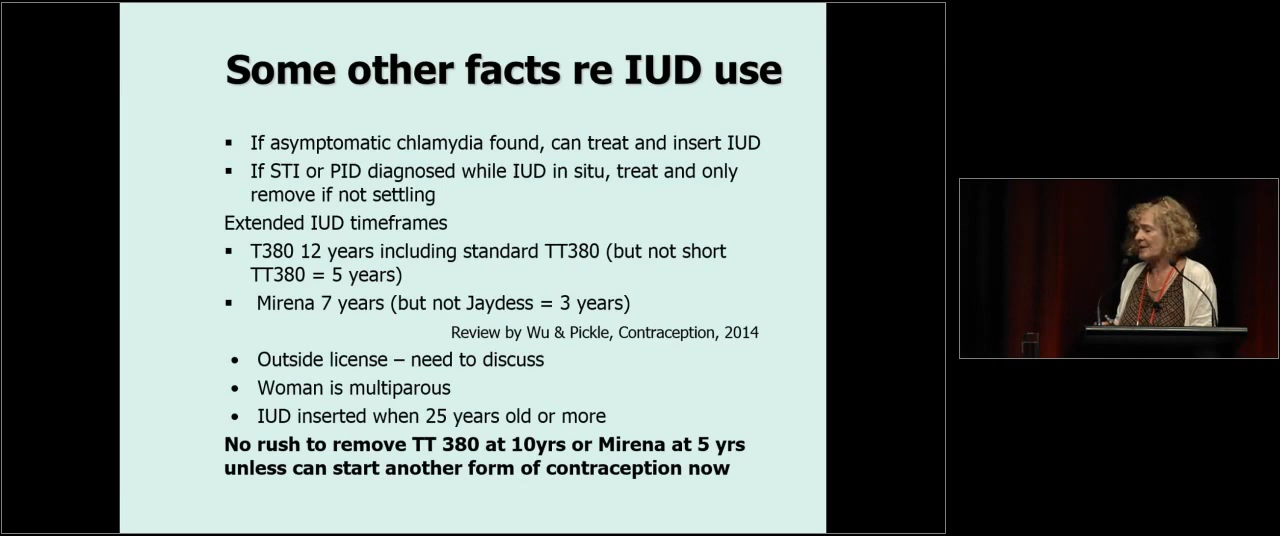 Some other facts re IUD use
▪ If asymptomatic chlamydia found, can treat and insert IUD
▪ If STI or PID diagnosed while IUD in situ, treat and only
remove if not settling
Extended IUD timeframes
▪ T380 12 years including standard TT380 (but not short
TT380 = 5 years)
▪ Mirena 7 years (but not Jaydess = 3 years)
Review by Wu & Pickle, Contraception, 2014
• Outside license – need to discuss
• Woman is multiparous
• IUD inserted when 25 years old or more
No rush to remove TT 380 at 10yrs or Mirena at 5 yrs
unless can start another form of contraception now